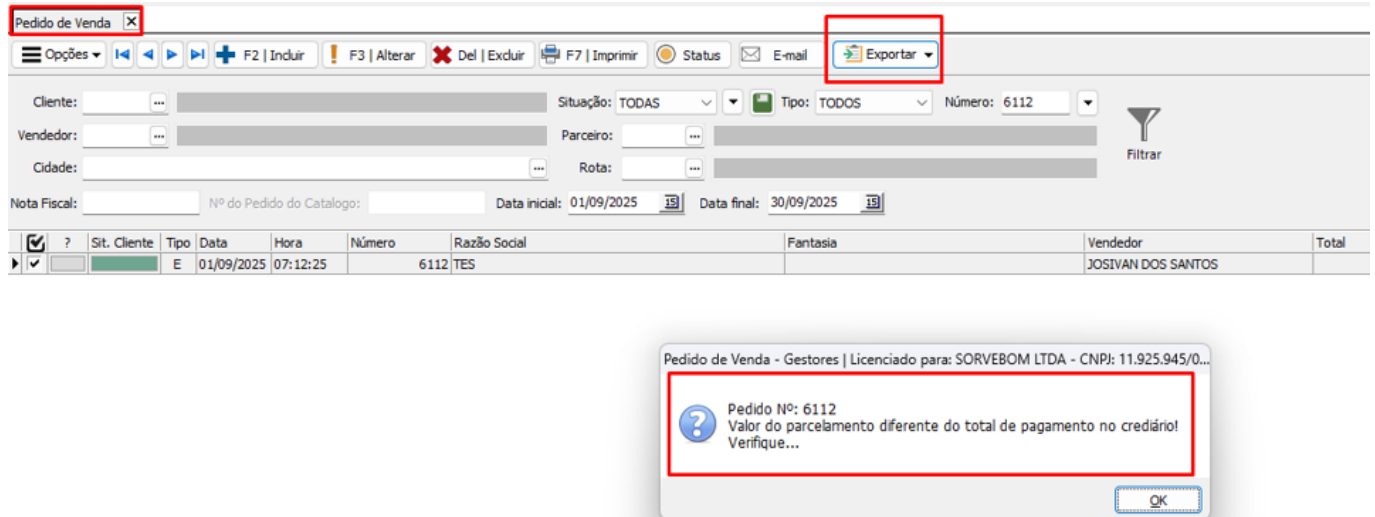 Pedido de Venda
Opções F2 | Incluir F3 | Alterar Del | Excluir F7 | Imprimir Status E-mail Exportar
Cliente: ... Situação: TODAS Tipo: TODOS Número: 6112
Vendedor: ... Parceiro: ...
Filtrar
Cidade: ... Rota: ...
Nota Fiscal: Nº do Pedido do Catalogo: Data inicial: 01/09/2025 15 Data final: 30/09/2025 15
? Sit. Cliente Tipo Data Hora Número Razão Social Fantasia Vendedor Total
E 01/09/2025 07:12:25 6112 TES JOSIVAN DOS SANTOS
Pedido de Venda - Gestores | Licenciado para: SORVEBOM LTDA - CNPJ: 11.925.945/0...
Pedido Nº: 6112
Valor do parcelamento diferente do total de pagamento no crediário!
Verifique...
OK